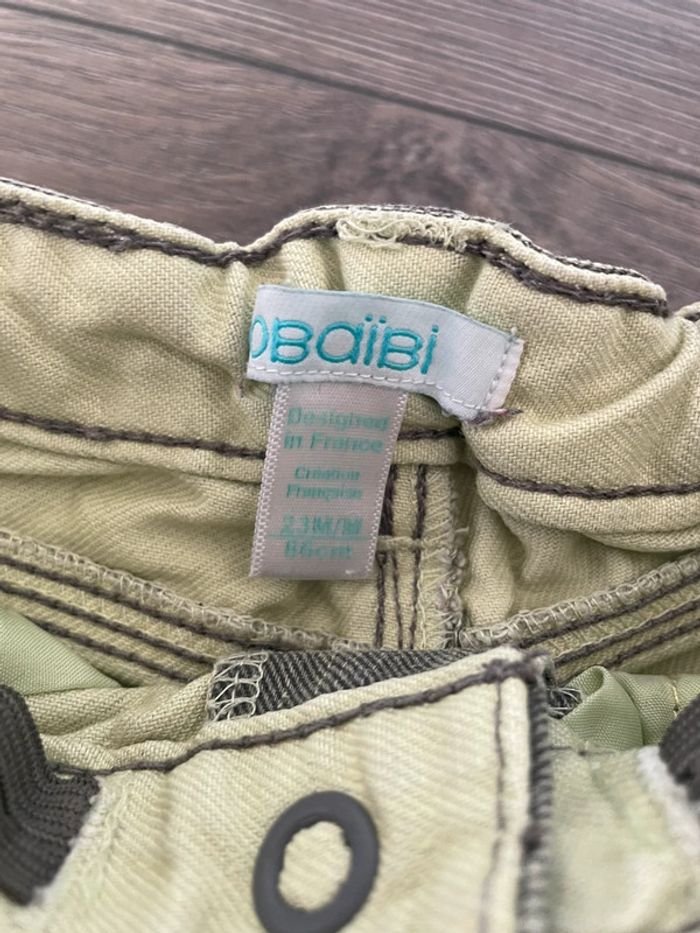 OBaïBi
Designed
in France
Création
Française
23M/M
86cm